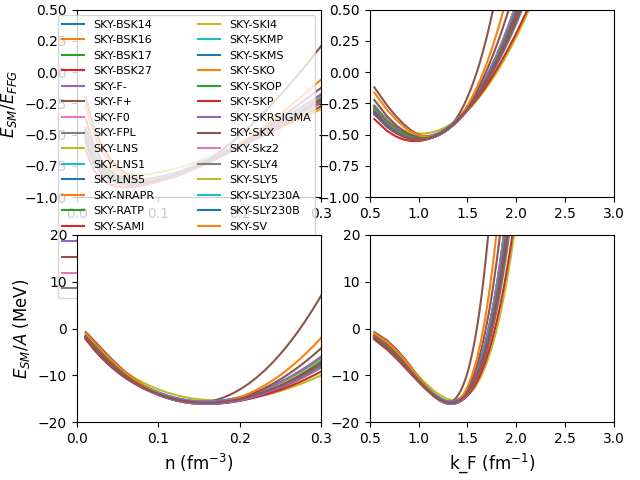 0.50
0.25
0.00
−0.25
−0.50
−0.75
−1.00
E_SM/E_FFG
SKY-BSK14
SKY-BSK16
SKY-BSK17
SKY-BSK27
SKY-F-
SKY-F+
SKY-F0
SKY-FPL
SKY-LNS
SKY-LNS1
SKY-LNS5
SKY-NRAPR
SKY-RATP
SKY-SAMI
SKY-SKI4
SKY-SKMP
SKY-SKMS
SKY-SKO
SKY-SKOP
SKY-SKP
SKY-SKRSIGMA
SKY-SKX
SKY-Skz2
SKY-SLY4
SKY-SLY5
SKY-SLY230A
SKY-SLY230B
SKY-SV
0.0 0.1 0.2 0.3
0.50
0.25
0.00
−0.25
−0.50
−0.75
−1.00
0.5 1.0 1.5 2.0 2.5 3.0
20
10
0
−10
−20
E_SM/A (MeV)
0.0 0.1 0.2 0.3
n (fm⁻³)
20
10
0
−10
−20
0.5 1.0 1.5 2.0 2.5 3.0
k_F (fm⁻¹)